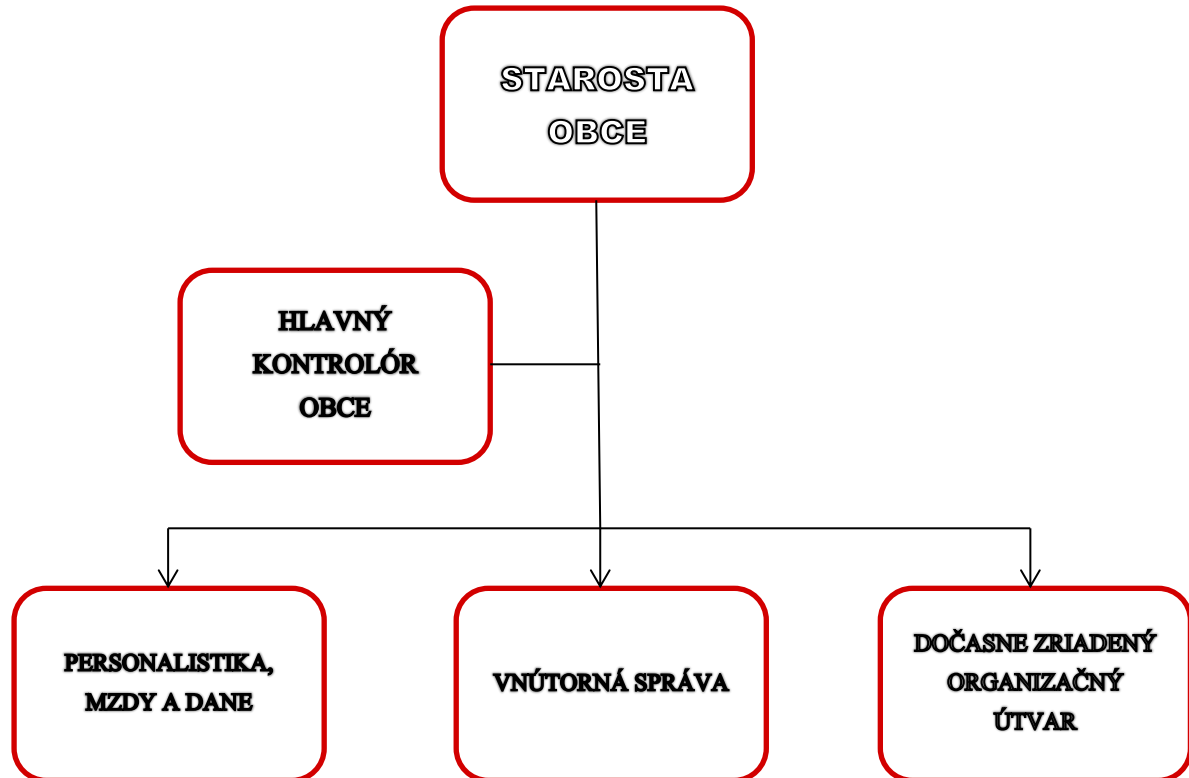 STAROSTA
OBCE
HLAVNÝ
KONTROLÓR
OBCE
PERSONALISTIKA,
MZDY A DANE
VNÚTORNÁ SPRÁVA
DOČASNE ZRIADENÝ
ORGANIZAČNÝ
ÚTVAR